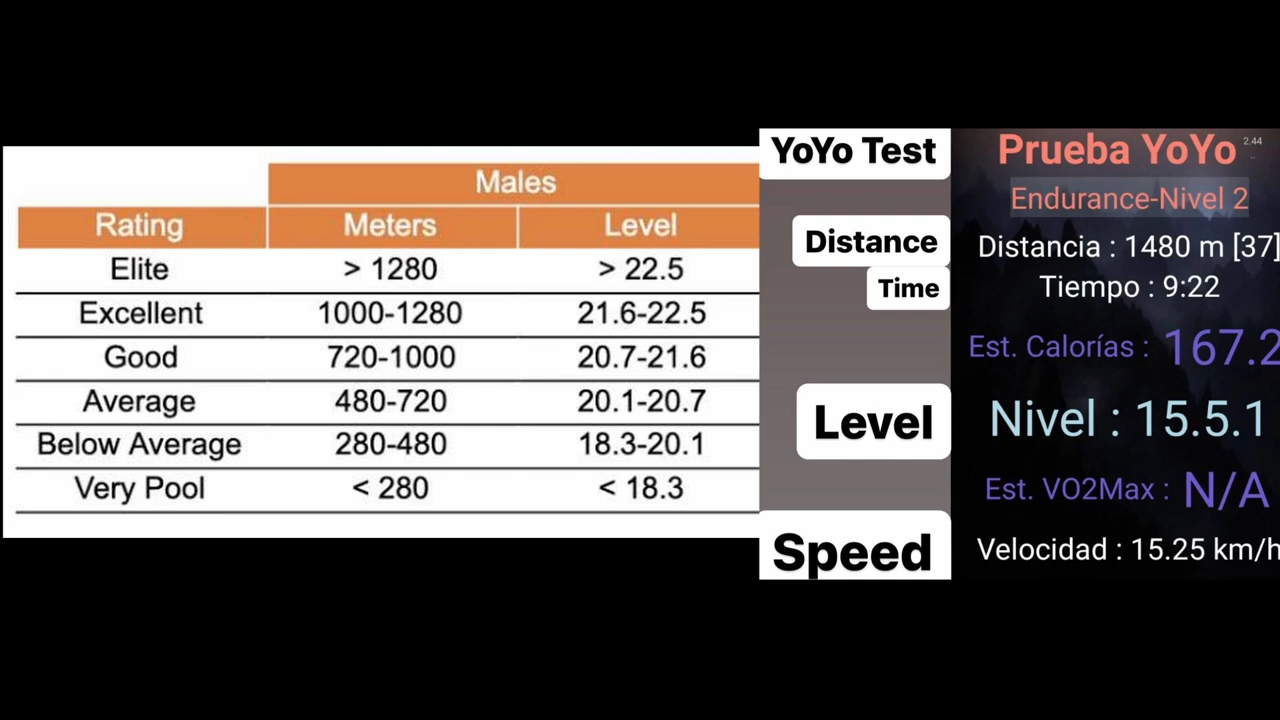 Males
Rating Meters Level
Elite > 1280 > 22.5
Excellent 1000-1280 21.6-22.5
Good 720-1000 20.7-21.6
Average 480-720 20.1-20.7
Below Average 280-480 18.3-20.1
Very Pool < 280 < 18.3
YoYo Test
Distance
Time
Level
Speed
Prueba YoYo 2.44
Endurance-Nivel 2
Distancia : 1480 m [37]
Tiempo : 9:22
Est. Calorías : 167.2
Nivel : 15.5.1
Est. VO2Max : N/A
Velocidad : 15.25 km/h